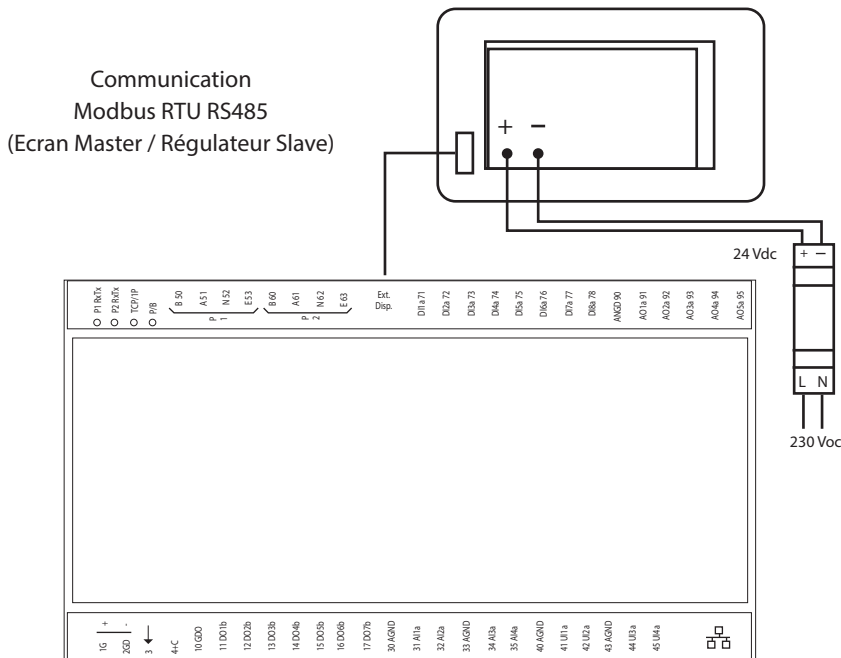 Communication
Modbus RTU RS485
(Ecran Master / Régulateur Slave)
+ −
24 Vdc
+ −
L N
230 Voc
P1 RxTx
P2 RxTx
TCP/1P
P/B
B 50
A 51
N 52
E 53
P 1
B 60
A 61
N 62
E 63
P 2
Ext.
Disp.
DI1a 71
DI2a 72
DI3a 73
DI4a 74
DI5a 75
DI6a 76
DI7a 77
DI8a 78
ANGD 90
AO1a 91
AO2a 92
AO3a 93
AO4a 94
AO5a 95
1G +
2GD -
3
4+C
10 GDO
11 DO1b
12 DO2b
13 DO3b
14 DO4b
15 DO5b
16 DO6b
17 DO7b
30 AGND
31 AI1a
32 AI2a
33 AGND
34 AI3a
35 AI4a
40 AGND
41 UI1a
42 UI2a
43 AGND
44 UI3a
45 UI4a